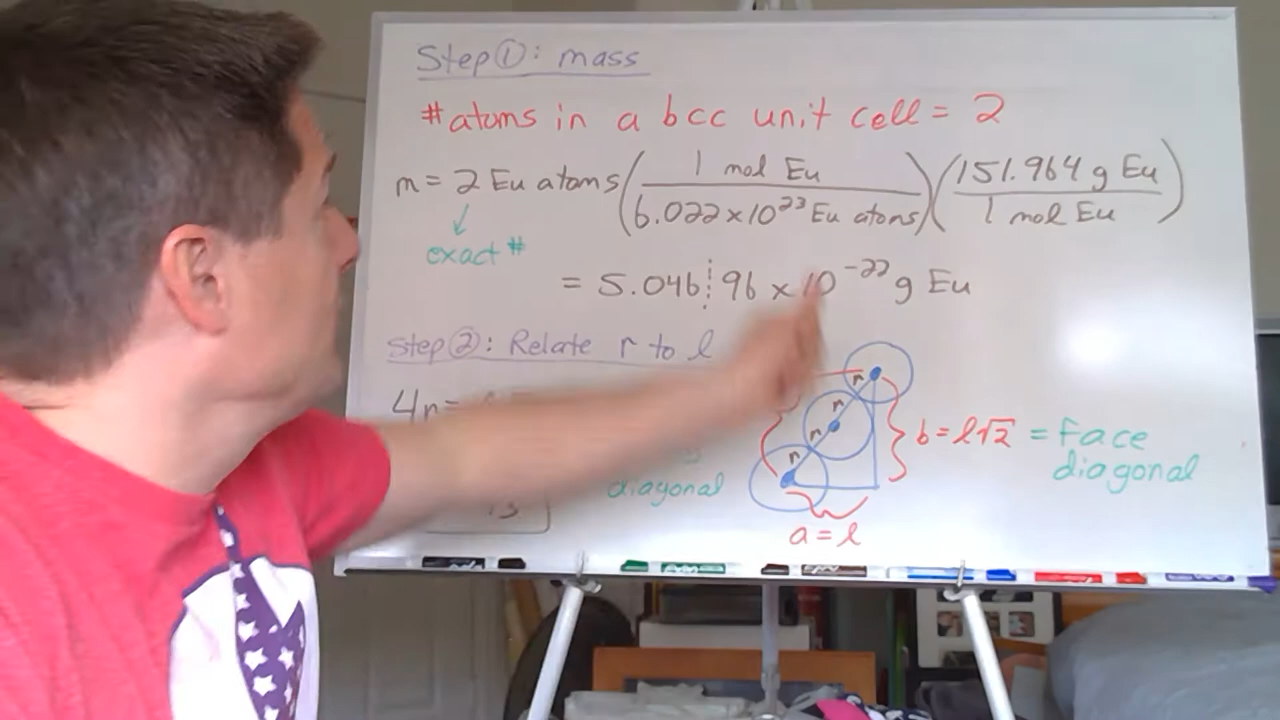 Step ①: mass
# atoms in a bcc unit cell = 2
m = 2 Eu atoms (1 mol Eu / 6.022 x 10²³ Eu atoms) (151.964 g Eu / 1 mol Eu)
↓
exact #
= 5.046┊96 x 10⁻²² g Eu
Step ②: Relate r to l
4r =
r
r
r
r
b = l√2 = face
diagonal
diagonal
√3
a = l